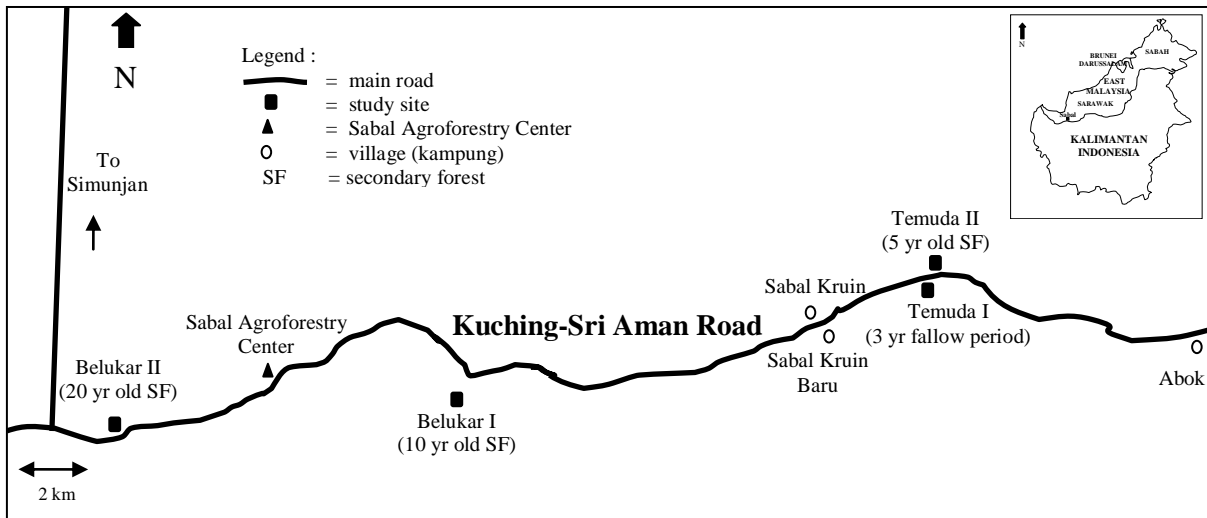 N
Legend :
= main road
= study site
= Sabal Agroforestry Center
= village (kampung)
SF = secondary forest
N
BRUNEI
DARUSSALAM
SABAH
EAST
MALAYSIA
SARAWAK
Sabal
KALIMANTAN
INDONESIA
To
Simunjan
Temuda II
(5 yr old SF)
Sabal Kruin
Sabal Agroforestry
Center
Kuching-Sri Aman Road
Temuda I
(3 yr fallow period)
Sabal Kruin
Baru
Abok
Belukar II
(20 yr old SF)
Belukar I
(10 yr old SF)
2 km